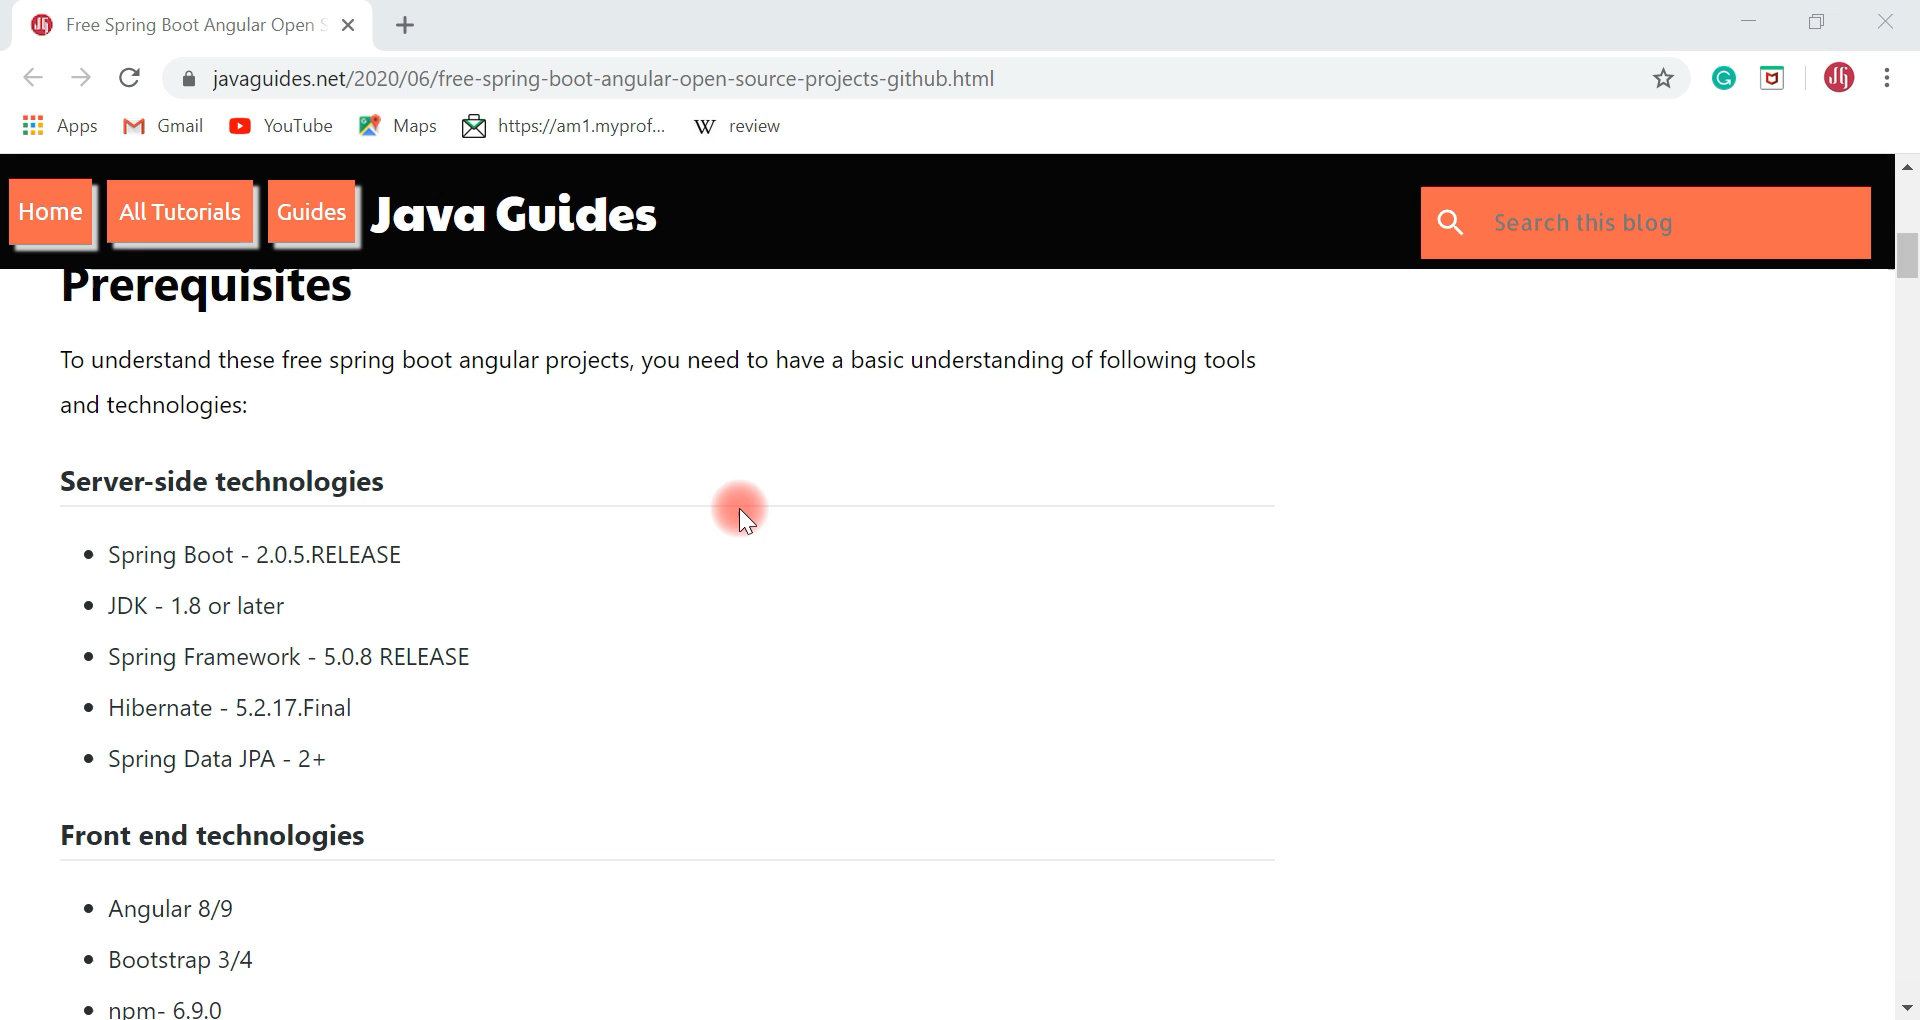 Free Spring Boot Angular Open S
javaguides.net/2020/06/free-spring-boot-angular-open-source-projects-github.html
Apps Gmail YouTube Maps https://am1.myprof... W review
Home All Tutorials Guides Java Guides Search this blog
Prerequisites
To understand these free spring boot angular projects, you need to have a basic understanding of following tools
and technologies:
Server-side technologies
• Spring Boot - 2.0.5.RELEASE
• JDK - 1.8 or later
• Spring Framework - 5.0.8 RELEASE
• Hibernate - 5.2.17.Final
• Spring Data JPA - 2+
Front end technologies
• Angular 8/9
• Bootstrap 3/4
• npm- 6.9.0